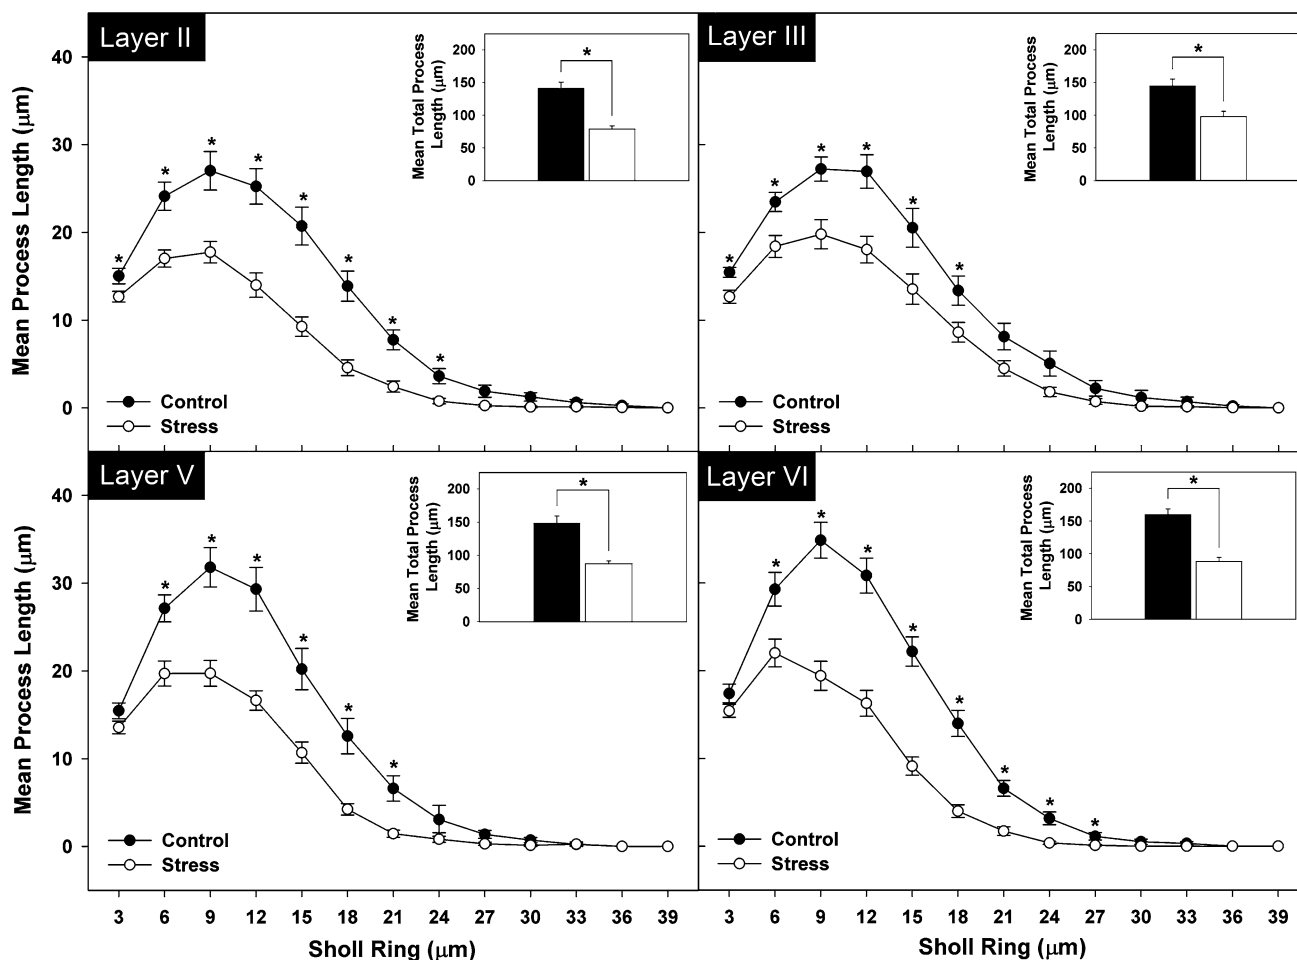 Layer II
40
30
20
10
0
Mean Process Length (μm)
* * * * * * * *
Control
Stress
200
150
100
50
0
Mean Total Process
Length (μm)
*
Layer III
* * * * * *
Control
Stress
200
150
100
50
0
Mean Total Process
Length (μm)
*
Layer V
40
30
20
10
0
Mean Process Length (μm)
* * * * * *
Control
Stress
200
150
100
50
0
Mean Total Process
Length (μm)
*
3 6 9 12 15 18 21 24 27 30 33 36 39
Sholl Ring (μm)
Layer VI
* * * * * * * *
Control
Stress
200
150
100
50
0
Mean Total Process
Length (μm)
*
3 6 9 12 15 18 21 24 27 30 33 36 39
Sholl Ring (μm)